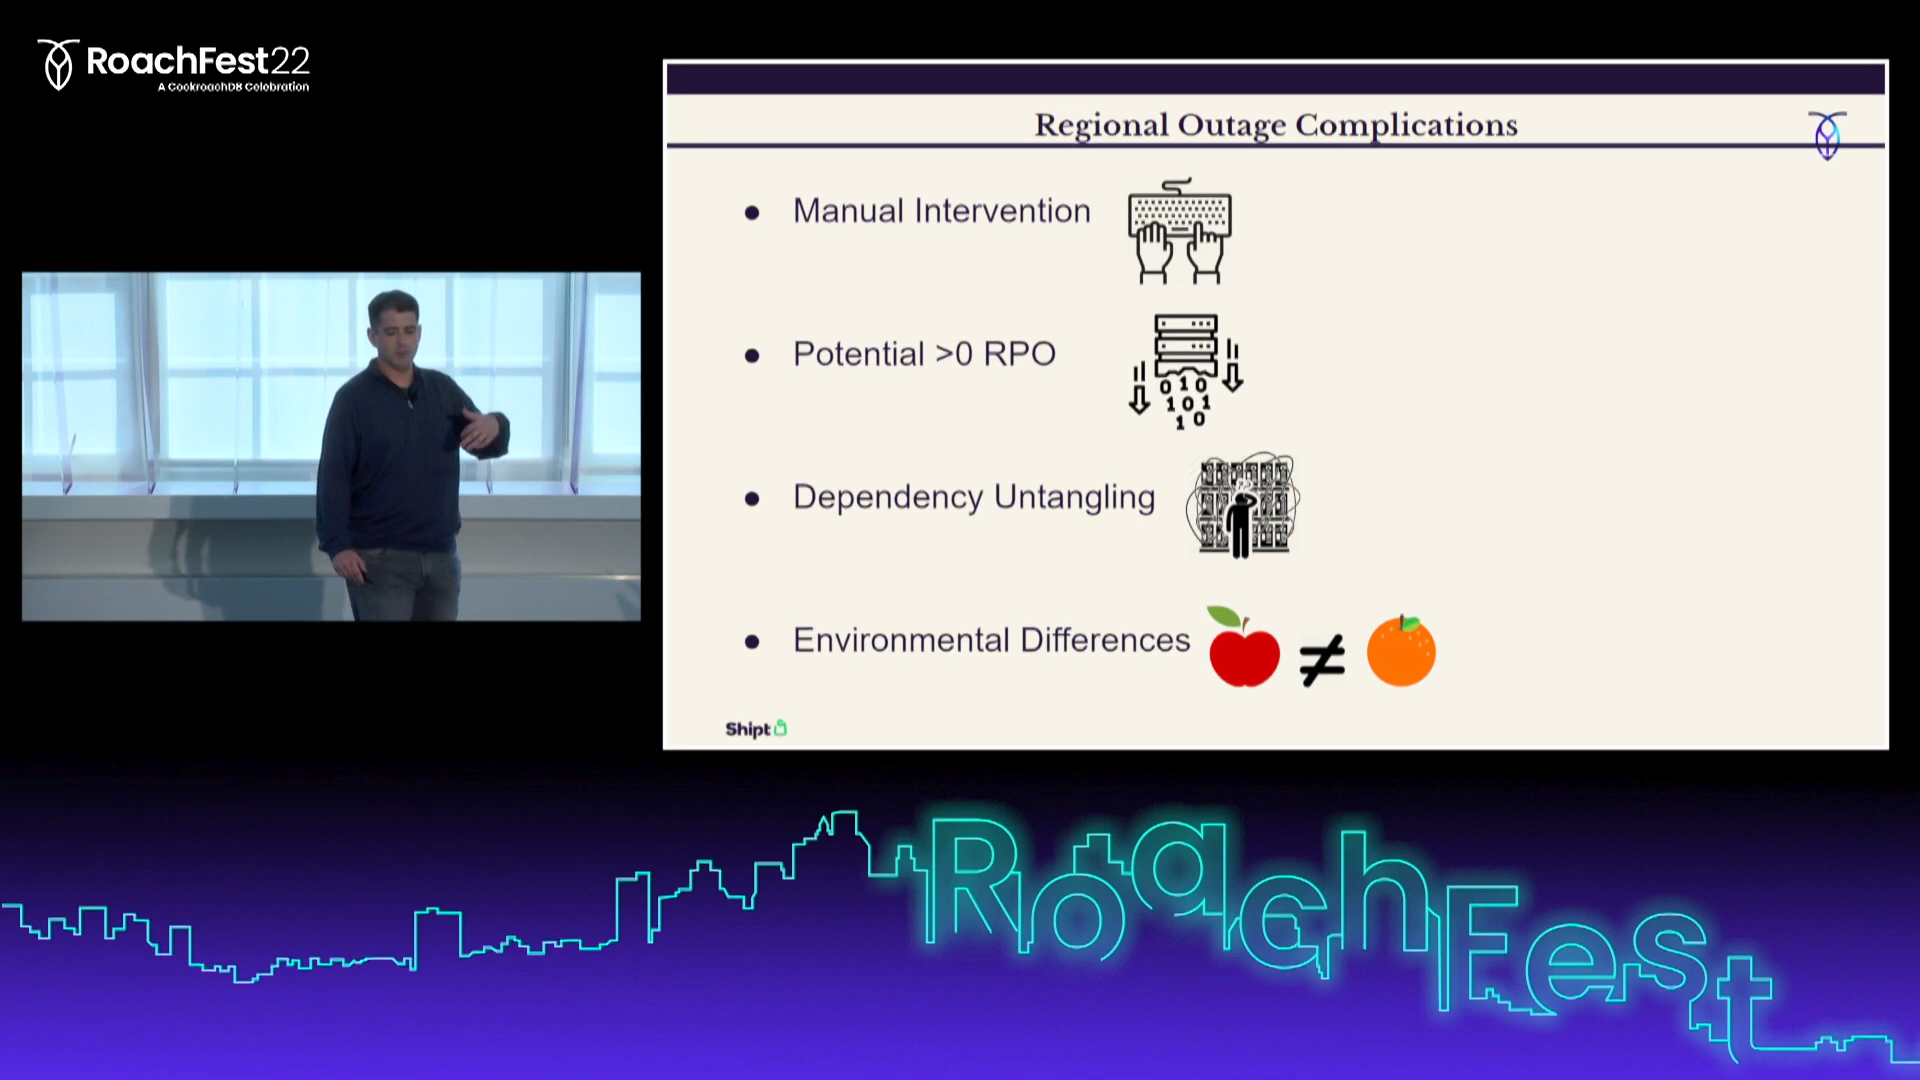 RoachFest22
A CockroachDB Celebration
Regional Outage Complications
● Manual Intervention
● Potential >0 RPO
0 1 0
1 0 1
1 0
● Dependency Untangling
● Environmental Differences
≠
Shipt
RoachFest